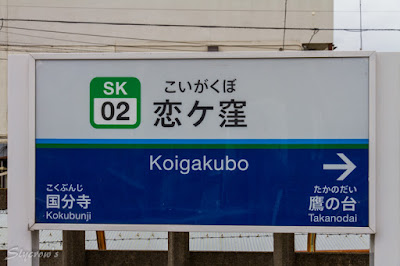 SK
02
こいがくぼ
恋ケ窪
Koigakubo
こくぶんじ
国分寺
Kokubunji
たかのだい
鷹の台
Takanodai
Slycrow's